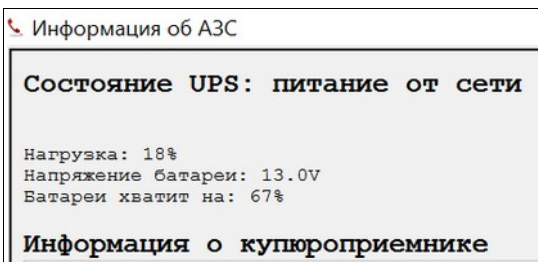 Информация об АЗС
Состояние UPS: питание от сети
Нагрузка: 18%
Напряжение батареи: 13.0V
Батареи хватит на: 67%
Информация о купюроприемнике